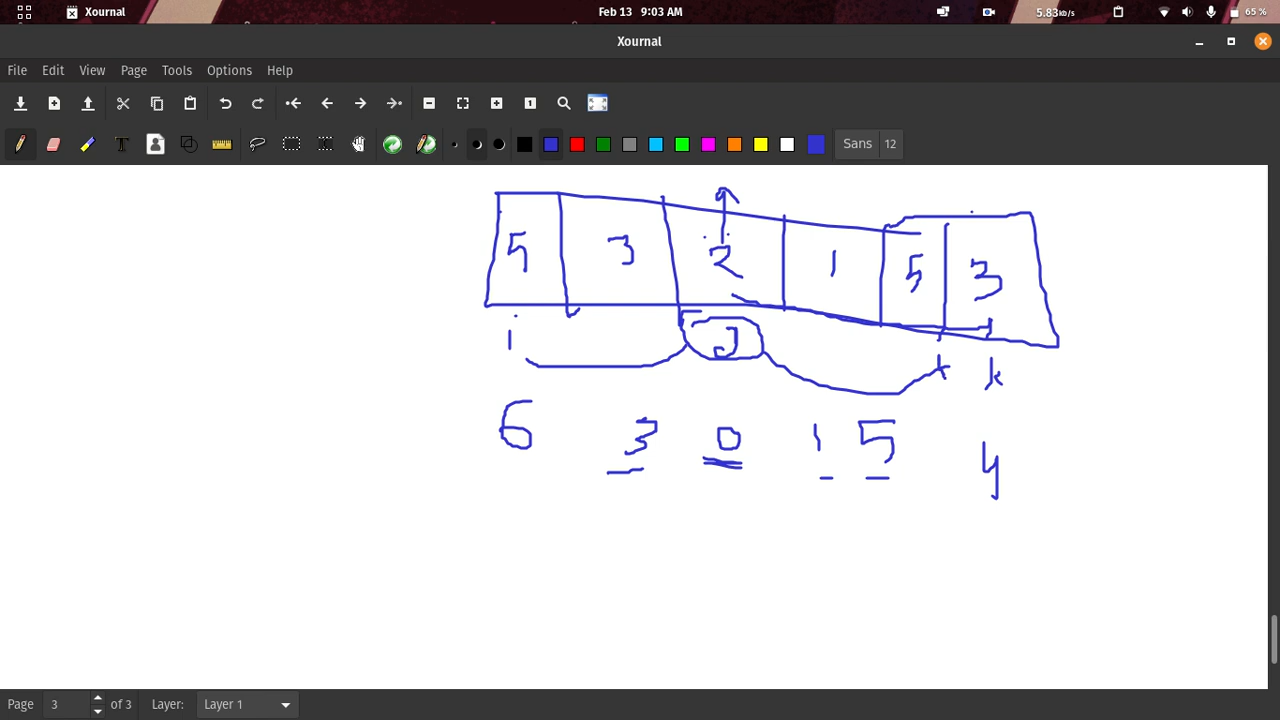 Xournal
Feb 13 9:03 AM
5.83kb/s
65 %
Xournal
File Edit View Page Tools Options Help
Sans 12
5 3 2 1 5 3
i J k k
6 3 0 1 5 4
Page 3 of 3 Layer: Layer 1